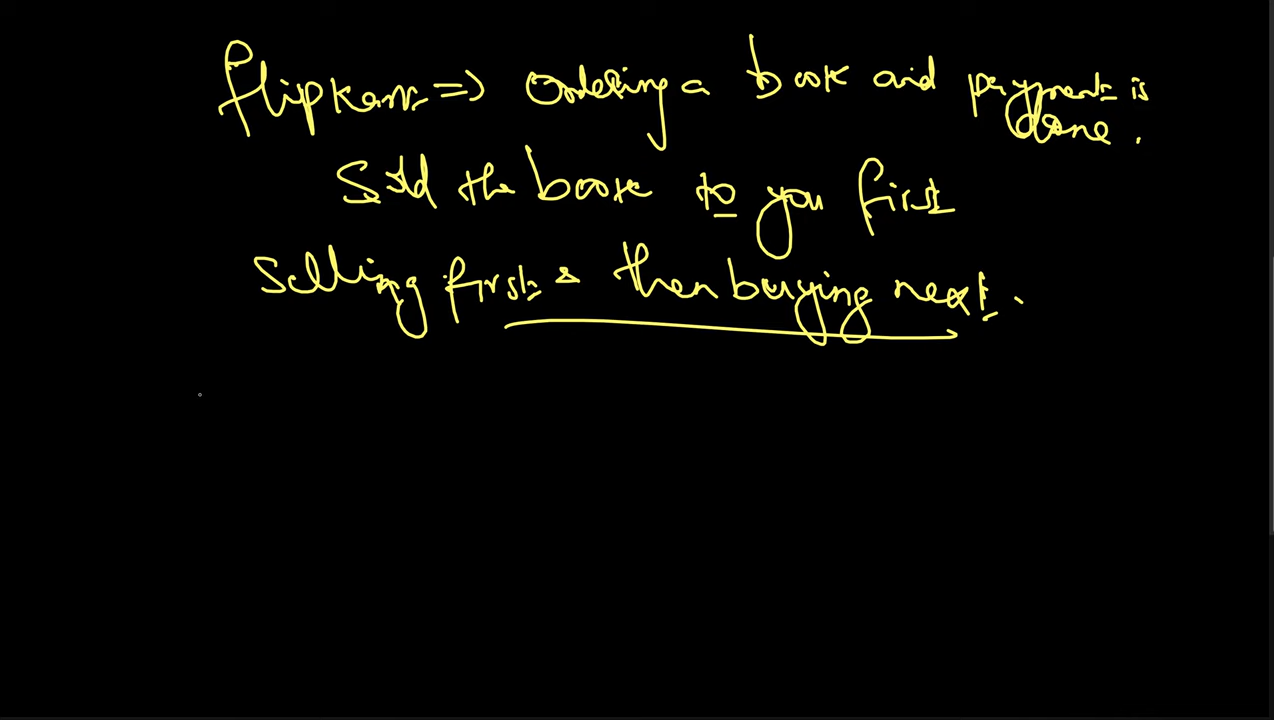 flipkart => Ordering a book and payment is done.
Sold the book to you first
Selling first & then buying next.